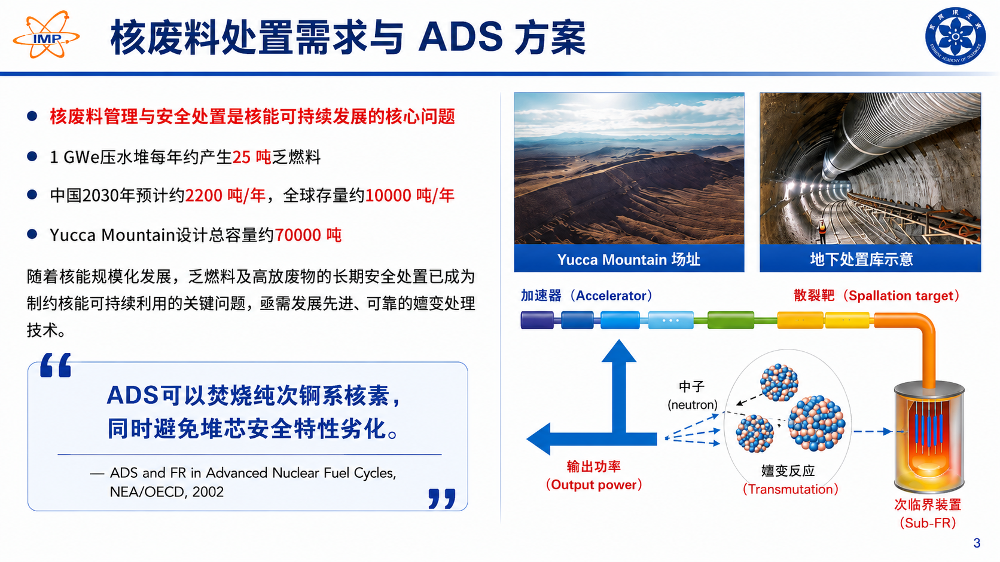 IMP
核废料处置需求与 ADS 方案
CHINESE ACADEMY OF SCIENCES
核废料管理与安全处置是核能可持续发展的核心问题
1 GWe压水堆每年约产生25 吨乏燃料
中国2030年预计约2200 吨/年，全球存量约10000 吨/年
Yucca Mountain设计总容量约70000 吨
随着核能规模化发展，乏燃料及高放废物的长期安全处置已成为
制约核能可持续利用的关键问题，亟需发展先进、可靠的嬗变处理
技术。
“
ADS可以焚烧纯次锕系核素，
同时避免堆芯安全特性劣化。
— ADS and FR in Advanced Nuclear Fuel Cycles,
NEA/OECD, 2002
”
Yucca Mountain 场址
地下处置库示意
加速器（Accelerator）
散裂靶（Spallation target）
中子
(neutron)
输出功率
（Output power）
嬗变反应
（Transmutation）
次临界装置
（Sub-FR）
3